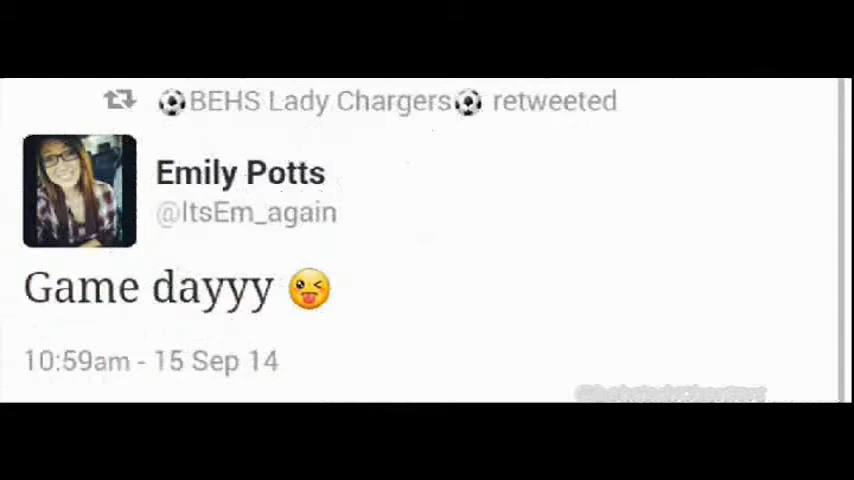 ⚽BEHS Lady Chargers⚽ retweeted
Emily Potts
@ItsEm_again
Game dayyy 😜
10:59am - 15 Sep 14